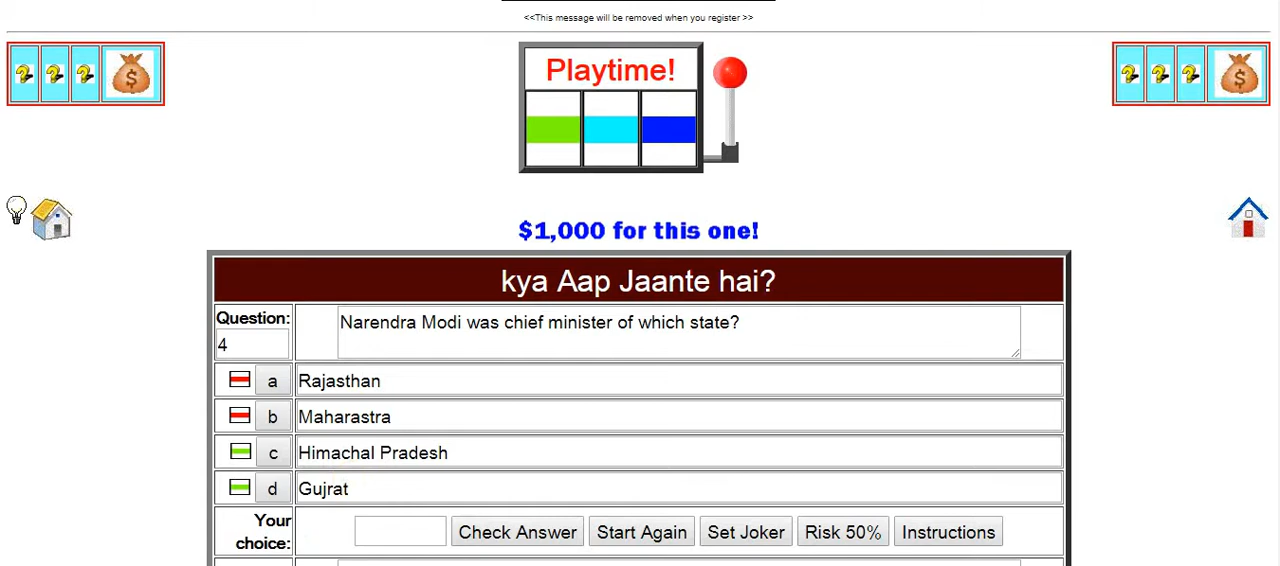 <<This message will be removed when you register >>
Playtime!
$1,000 for this one!
kya Aap Jaante hai?
Question:
4
Narendra Modi was chief minister of which state?
a Rajasthan
b Maharastra
c Himachal Pradesh
d Gujrat
Your choice:
Check Answer Start Again Set Joker Risk 50% Instructions